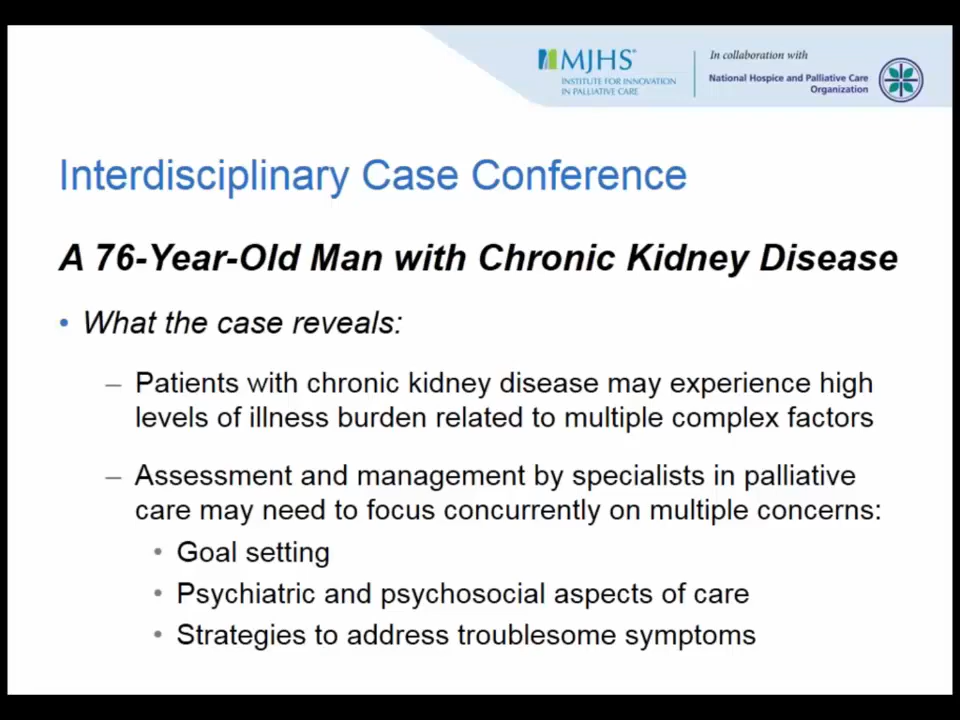 MJHS®
INSTITUTE FOR INNOVATION
IN PALLIATIVE CARE
In collaboration with
National Hospice and Palliative Care
Organization
Interdisciplinary Case Conference
A 76-Year-Old Man with Chronic Kidney Disease
• What the case reveals:
– Patients with chronic kidney disease may experience high
levels of illness burden related to multiple complex factors
– Assessment and management by specialists in palliative
care may need to focus concurrently on multiple concerns:
• Goal setting
• Psychiatric and psychosocial aspects of care
• Strategies to address troublesome symptoms